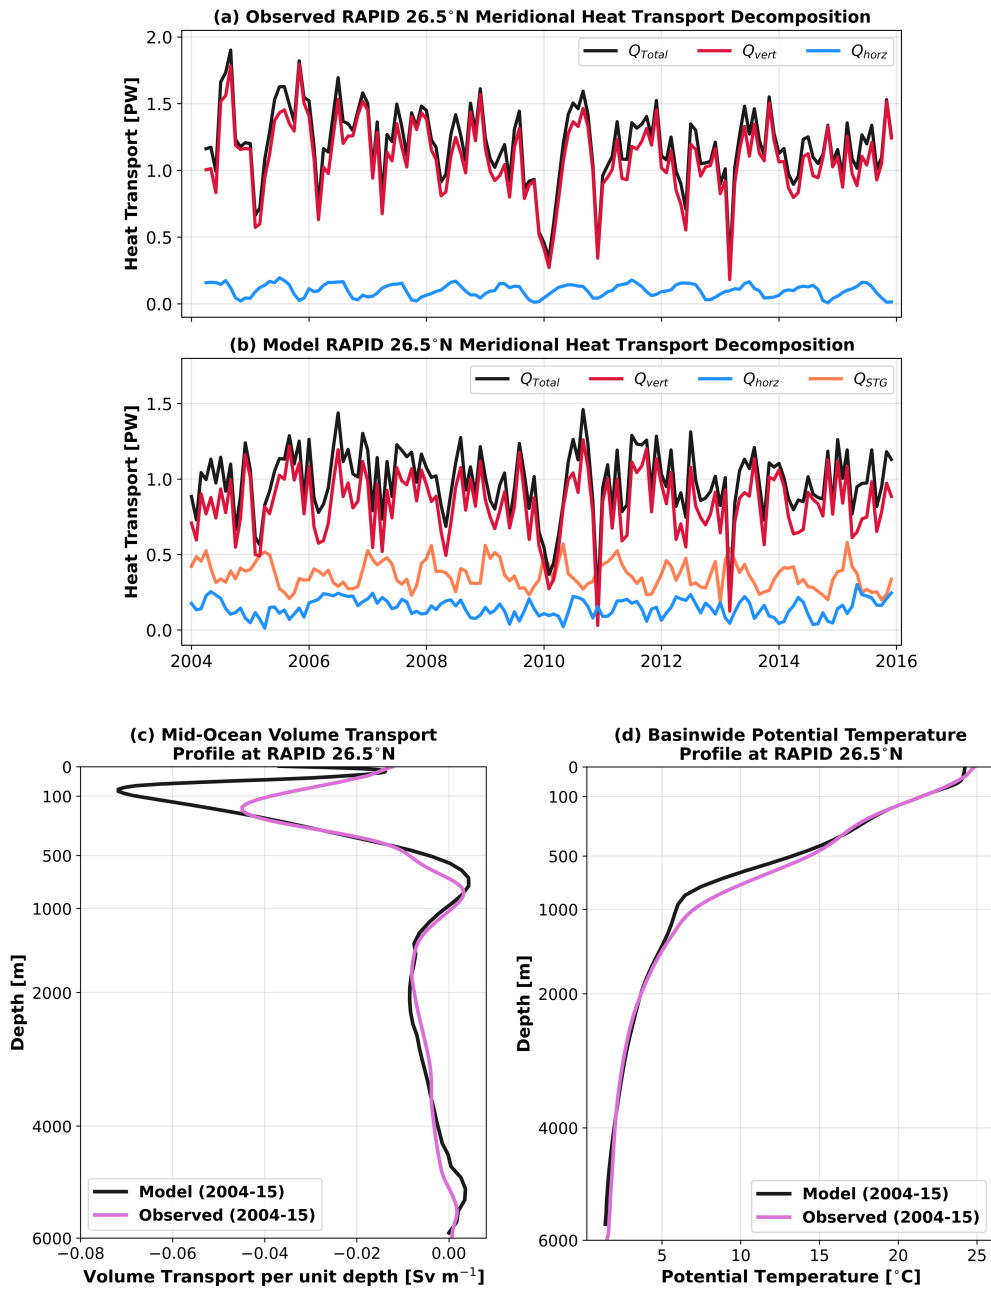 (a) Observed RAPID 26.5°N Meridional Heat Transport Decomposition
Heat Transport [PW]
2.0
1.5
1.0
0.5
0.0
Q_Total Q_vert Q_horz
(b) Model RAPID 26.5°N Meridional Heat Transport Decomposition
Heat Transport [PW]
1.5
1.0
0.5
0.0
Q_Total Q_vert Q_horz Q_STG
2004 2006 2008 2010 2012 2014 2016
(c) Mid-Ocean Volume Transport
Profile at RAPID 26.5°N
Depth [m]
0
100
500
1000
2000
4000
6000
Model (2004-15)
Observed (2004-15)
−0.08 −0.06 −0.04 −0.02 0.00
Volume Transport per unit depth [Sv m⁻¹]
(d) Basinwide Potential Temperature
Profile at RAPID 26.5°N
Depth [m]
0
100
500
1000
2000
4000
6000
Model (2004-15)
Observed (2004-15)
5 10 15 20 25
Potential Temperature [°C]